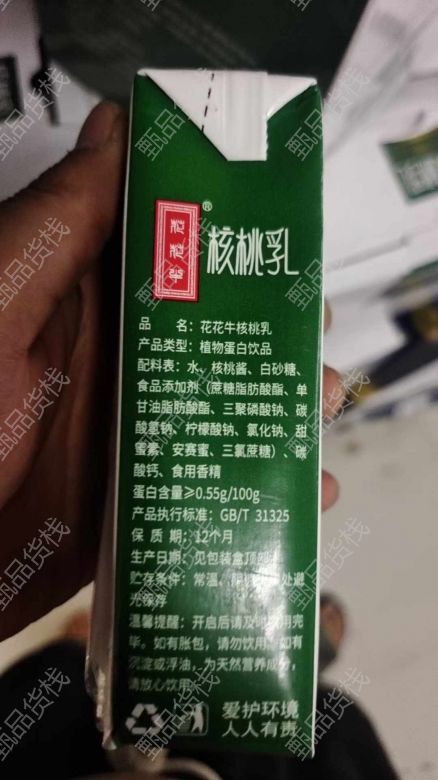 ®
核桃乳
品 名：花花牛核桃乳
产品类型：植物蛋白饮品
配料表：水、核桃酱、白砂糖、
食品添加剂（蔗糖脂肪酸酯、单
甘油脂肪酸酯、三聚磷酸钠、碳
酸氢钠、柠檬酸钠、氯化钠、甜
蜜素、安赛蜜、三氯蔗糖）、碳
酸钙、食用香精
蛋白含量≥0.55g/100g
产品执行标准：GB/T 31325
保 质 期：12个月
生产日期：见包装盒顶部
贮存条件：常温、处避
光保存
温馨提醒：开启后请及用完
毕。如有胀包，请勿饮用。如有
沉淀或浮油，为天然营养成分，
请放心饮用
爱护环境
人人有责
甄品货栈